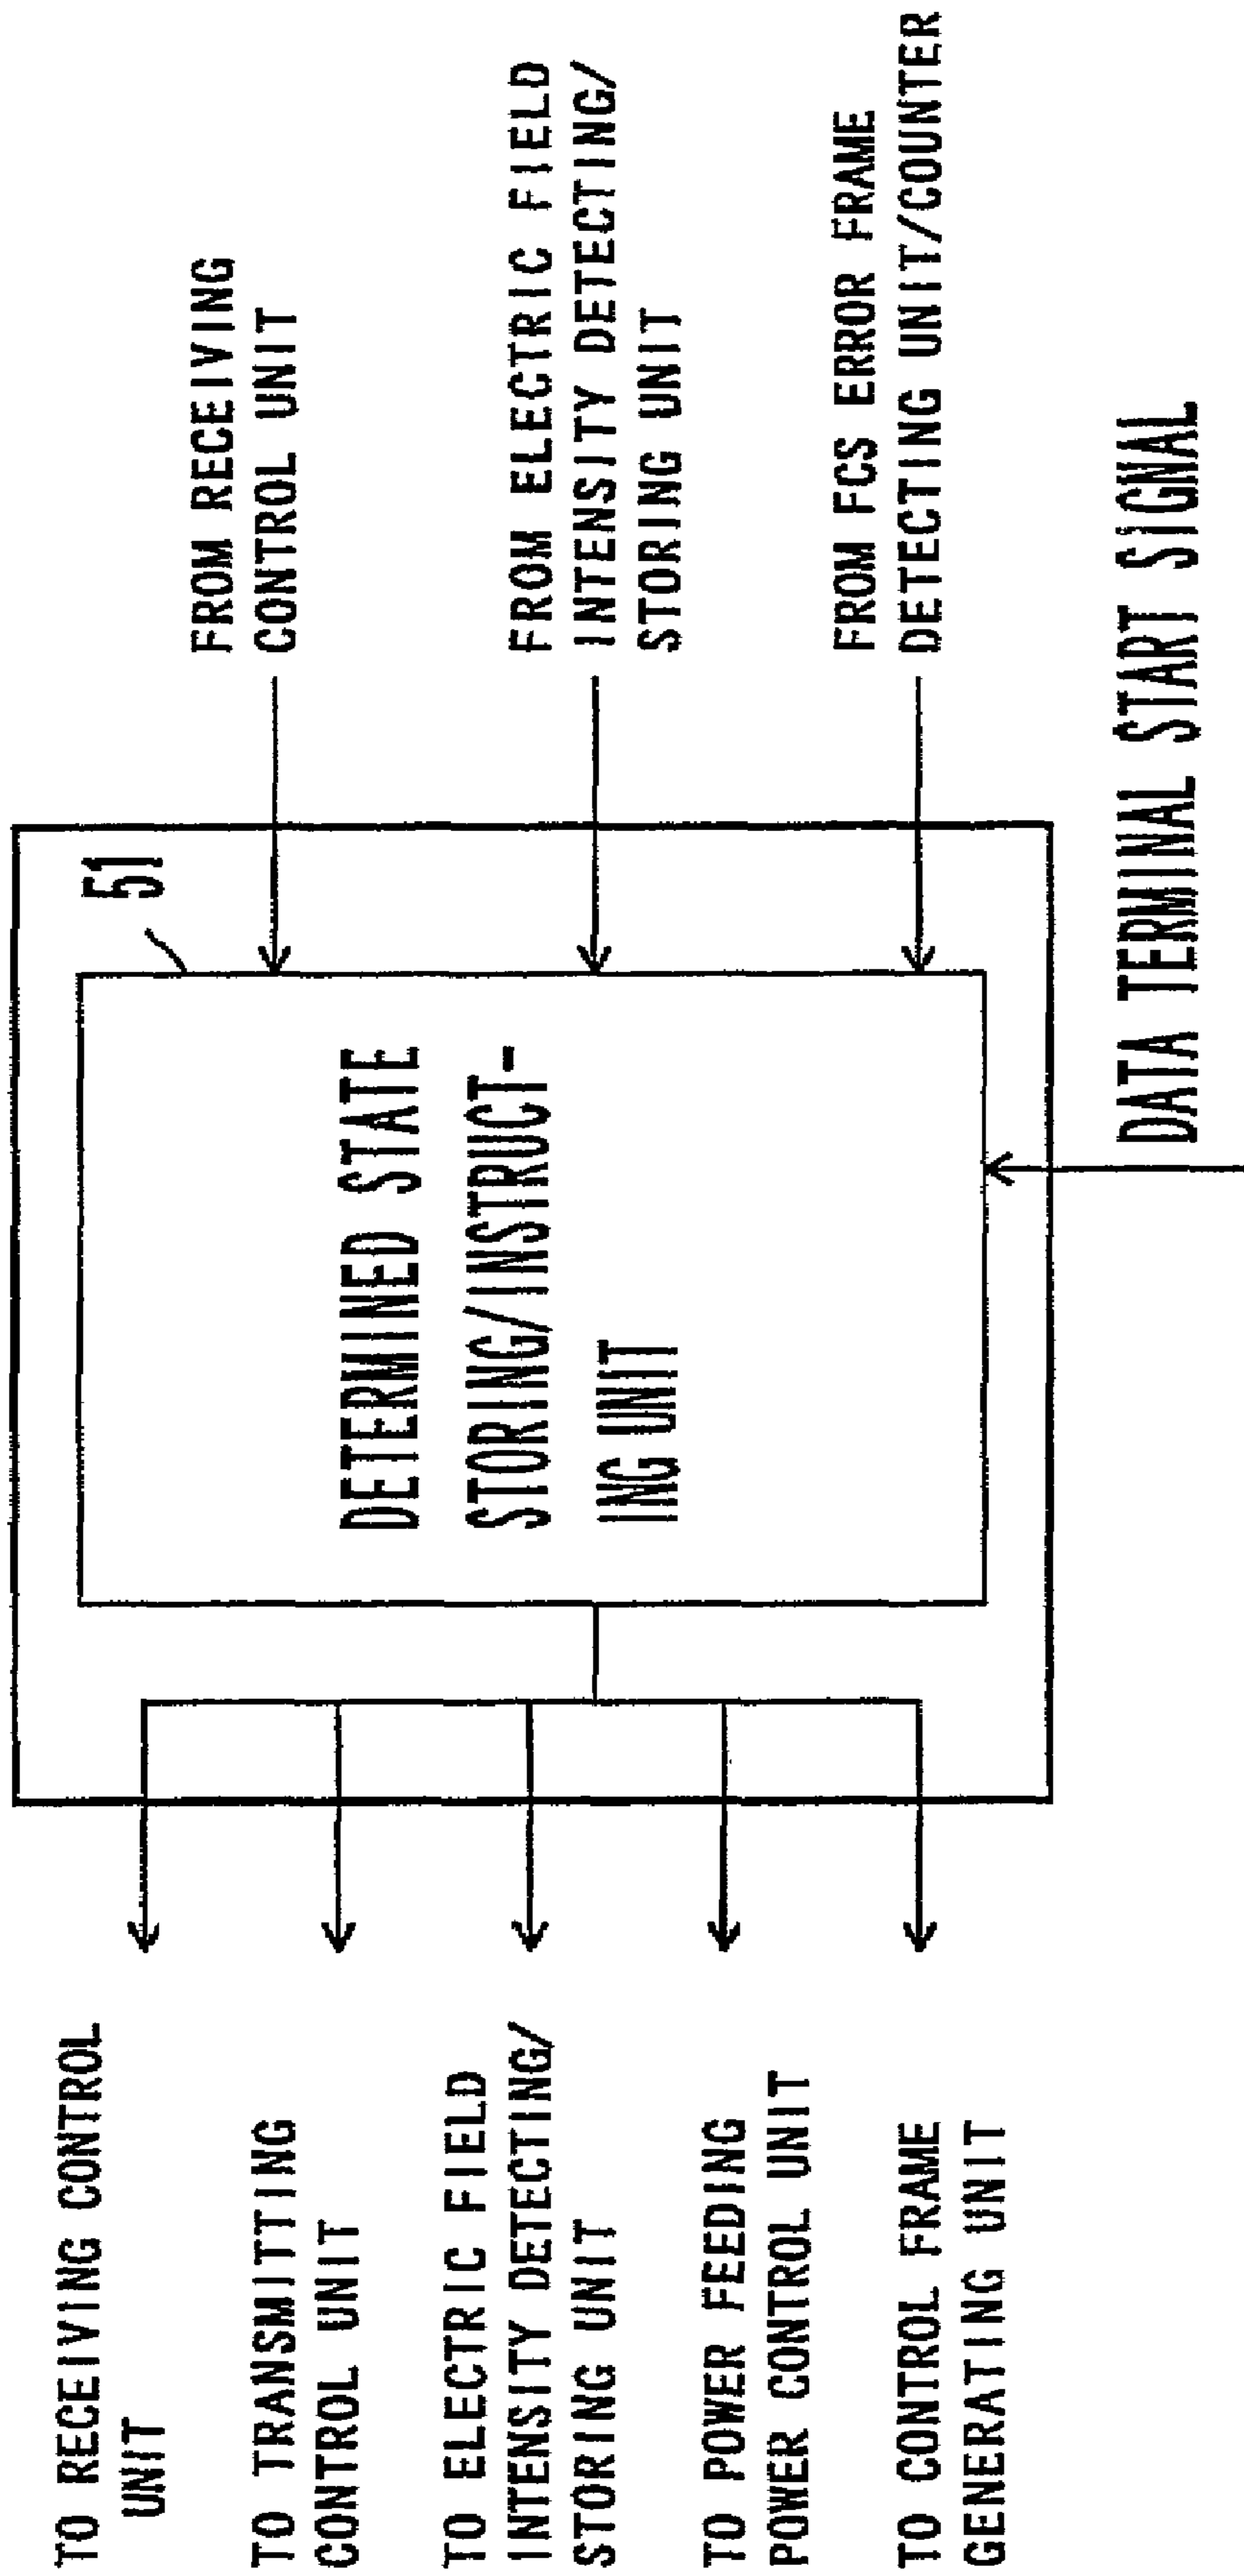 TO RECEIVING CONTROL
UNIT
TO TRANSMITTING
CONTROL UNIT
TO ELECTRIC FIELD
INTENSITY DETECTING/
STORING UNIT
TO POWER FEEDING
POWER CONTROL UNIT
TO CONTROL FRAME
GENERATING UNIT
51
DETERMINED STATE
STORING/INSTRUCT-
ING UNIT
FROM RECEIVING
CONTROL UNIT
FROM ELECTRIC FIELD
INTENSITY DETECTING/
STORING UNIT
FROM FCS ERROR FRAME
DETECTING UNIT/COUNTER
DATA TERMINAL START SIGNAL